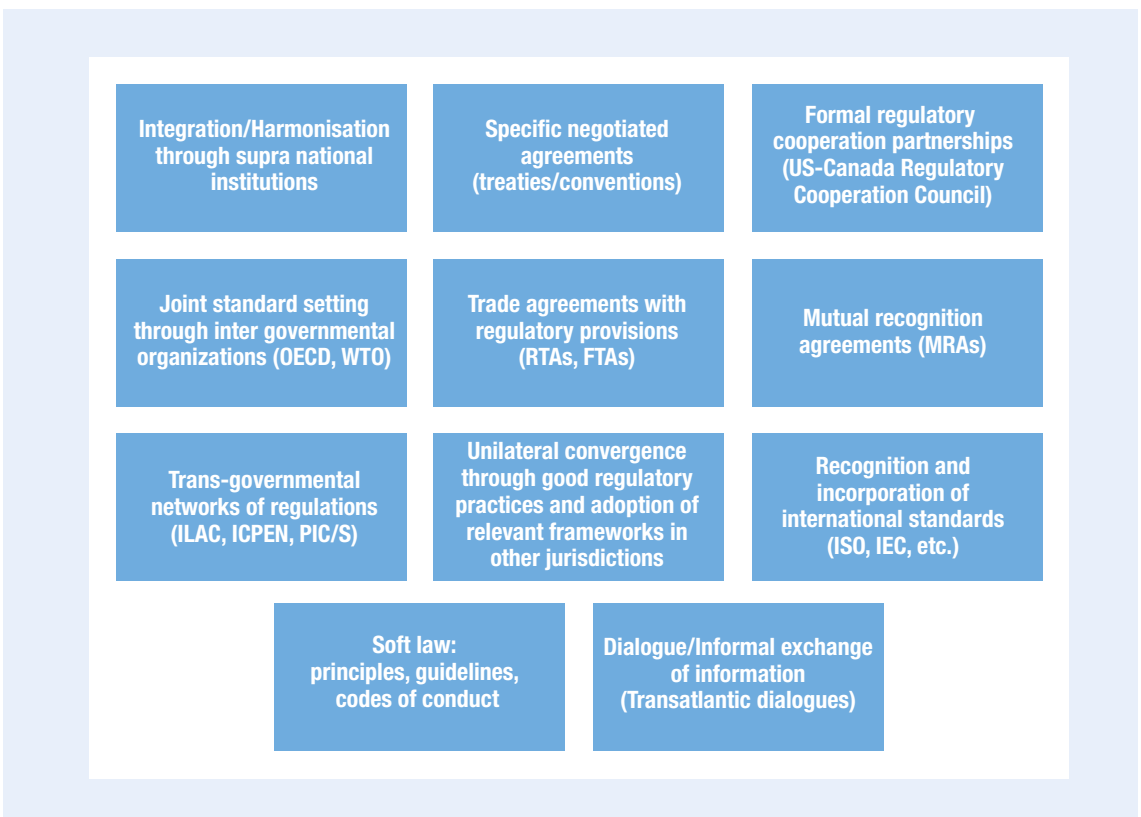 Integration/Harmonisation
through supra national
institutions
Specific negotiated
agreements
(treaties/conventions)
Formal regulatory
cooperation partnerships
(US-Canada Regulatory
Cooperation Council)
Joint standard setting
through inter governmental
organizations (OECD, WTO)
Trade agreements with
regulatory provisions
(RTAs, FTAs)
Mutual recognition
agreements (MRAs)
Trans-governmental
networks of regulations
(ILAC, ICPEN, PIC/S)
Unilateral convergence
through good regulatory
practices and adoption of
relevant frameworks in
other jurisdictions
Recognition and
incorporation of
international standards
(ISO, IEC, etc.)
Soft law:
principles, guidelines,
codes of conduct
Dialogue/Informal exchange
of information
(Transatlantic dialogues)